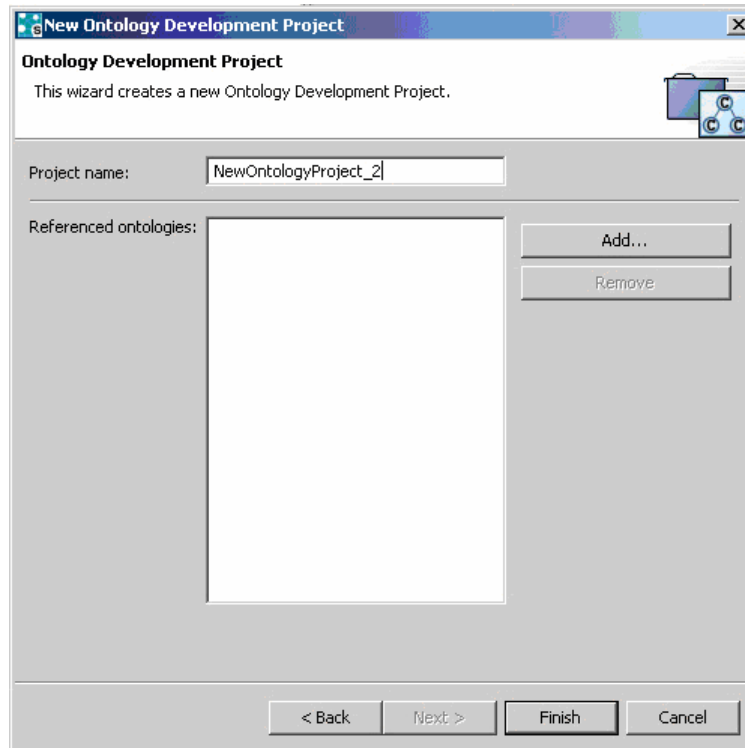 New Ontology Development Project
Ontology Development Project
This wizard creates a new Ontology Development Project.
C
C C
Project name: NewOntologyProject_2
Referenced ontologies:
Add...
Remove
< Back Next > Finish Cancel